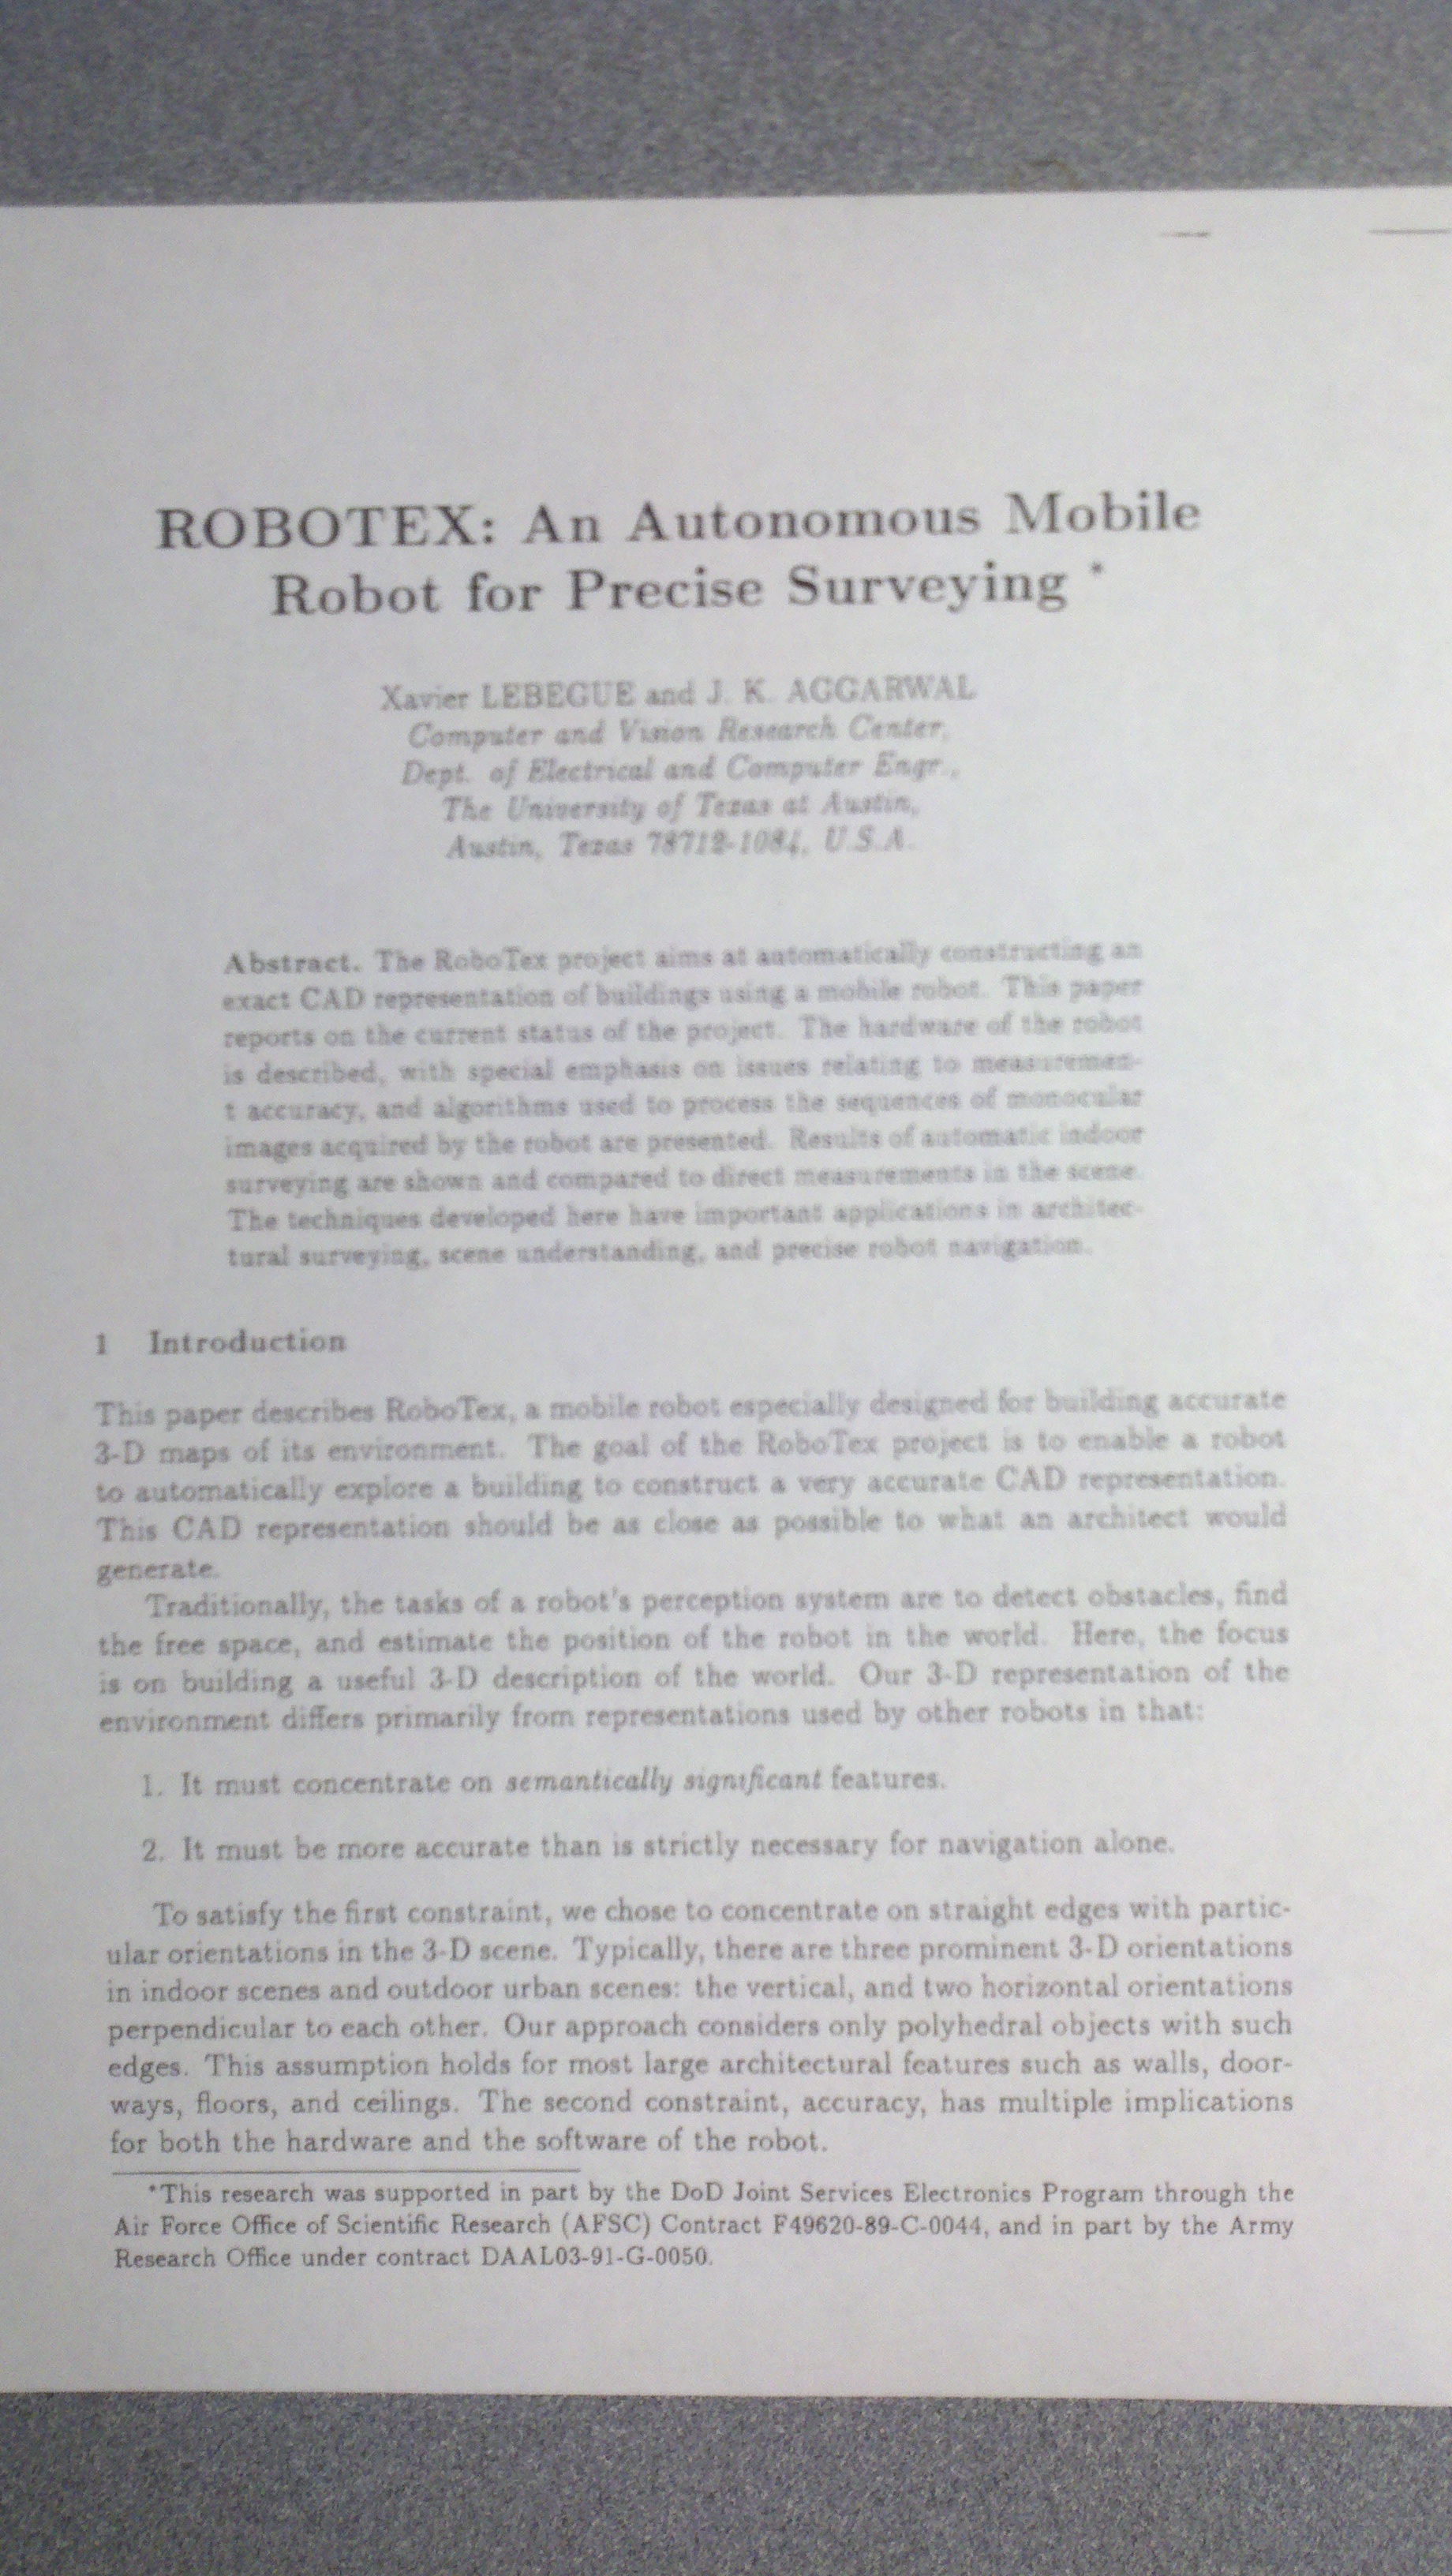 ROBOTEX: An Autonomous Mobile
Robot for Precise Surveying *
Xavier LEBEGUE and J. K. AGGARWAL
Computer and Vision Research Center,
Dept. of Electrical and Computer Engr.,
The University of Texas at Austin,
Austin, Texas 78712-1084, U.S.A.
Abstract. The RoboTex project aims at automatically constructing an
exact CAD representation of buildings using a mobile robot. This paper
reports on the current status of the project. The hardware of the robot
is described, with special emphasis on issues relating to measuremen-
t accuracy, and algorithms used to process the sequences of monocular
images acquired by the robot are presented. Results of automatic indoor
surveying are shown and compared to direct measurements in the scene.
The techniques developed here have important applications in architec-
tural surveying, scene understanding, and precise robot navigation.
1 Introduction
This paper describes RoboTex, a mobile robot especially designed for building accurate
3-D maps of its environment. The goal of the RoboTex project is to enable a robot
to automatically explore a building to construct a very accurate CAD representation.
This CAD representation should be as close as possible to what an architect would
generate.
Traditionally, the tasks of a robot's perception system are to detect obstacles, find
the free space, and estimate the position of the robot in the world. Here, the focus
is on building a useful 3-D description of the world. Our 3-D representation of the
environment differs primarily from representations used by other robots in that:
1. It must concentrate on semantically significant features.
2. It must be more accurate than is strictly necessary for navigation alone.
To satisfy the first constraint, we chose to concentrate on straight edges with partic-
ular orientations in the 3-D scene. Typically, there are three prominent 3-D orientations
in indoor scenes and outdoor urban scenes: the vertical, and two horizontal orientations
perpendicular to each other. Our approach considers only polyhedral objects with such
edges. This assumption holds for most large architectural features such as walls, door-
ways, floors, and ceilings. The second constraint, accuracy, has multiple implications
for both the hardware and the software of the robot.
*This research was supported in part by the DoD Joint Services Electronics Program through the
Air Force Office of Scientific Research (AFSC) Contract F49620-89-C-0044, and in part by the Army
Research Office under contract DAAL03-91-G-0050.